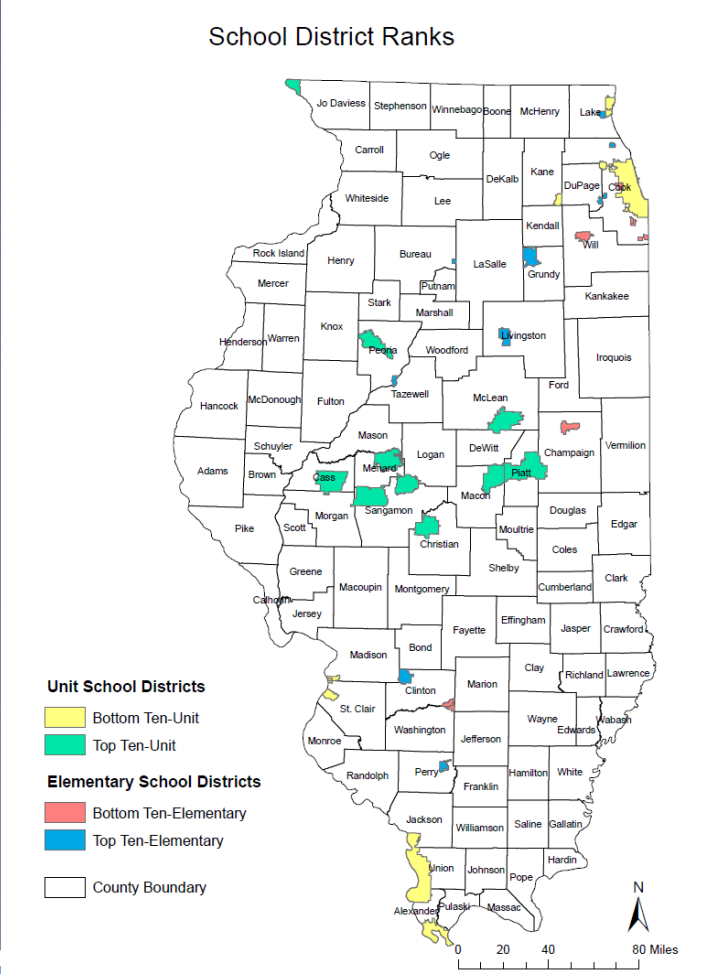 School District Ranks
Jo Daviess Stephenson Winnebago Boone McHenry Lake
Carroll Ogle DeKalb Kane DuPage Cook
Whiteside Lee Kendall Will
Rock Island Henry Bureau LaSalle Grundy
Mercer Putnam Kankakee
Stark Marshall
Henderson Warren Knox Peoria Woodford Livingston Iroquois
Hancock McDonough Fulton Tazewell McLean Ford
Schuyler Mason Logan DeWitt Champaign Vermilion
Adams Brown Cass Menard Macon Piatt
Pike Scott Morgan Sangamon Christian Moultrie Douglas Edgar
Coles
Greene Macoupin Montgomery Shelby Cumberland Clark
Calhoun Jersey
Fayette Effingham Jasper Crawford
Madison Bond
Clinton Marion Clay Richland Lawrence
St. Clair Washington Wayne Edwards Wabash
Monroe Jefferson
Randolph Perry Franklin Hamilton White
Jackson Williamson Saline Gallatin
Union Johnson Pope Hardin
Alexander Pulaski Massac
Unit School Districts
Bottom Ten-Unit
Top Ten-Unit
Elementary School Districts
Bottom Ten-Elementary
Top Ten-Elementary
County Boundary
N
0 20 40 80 Miles